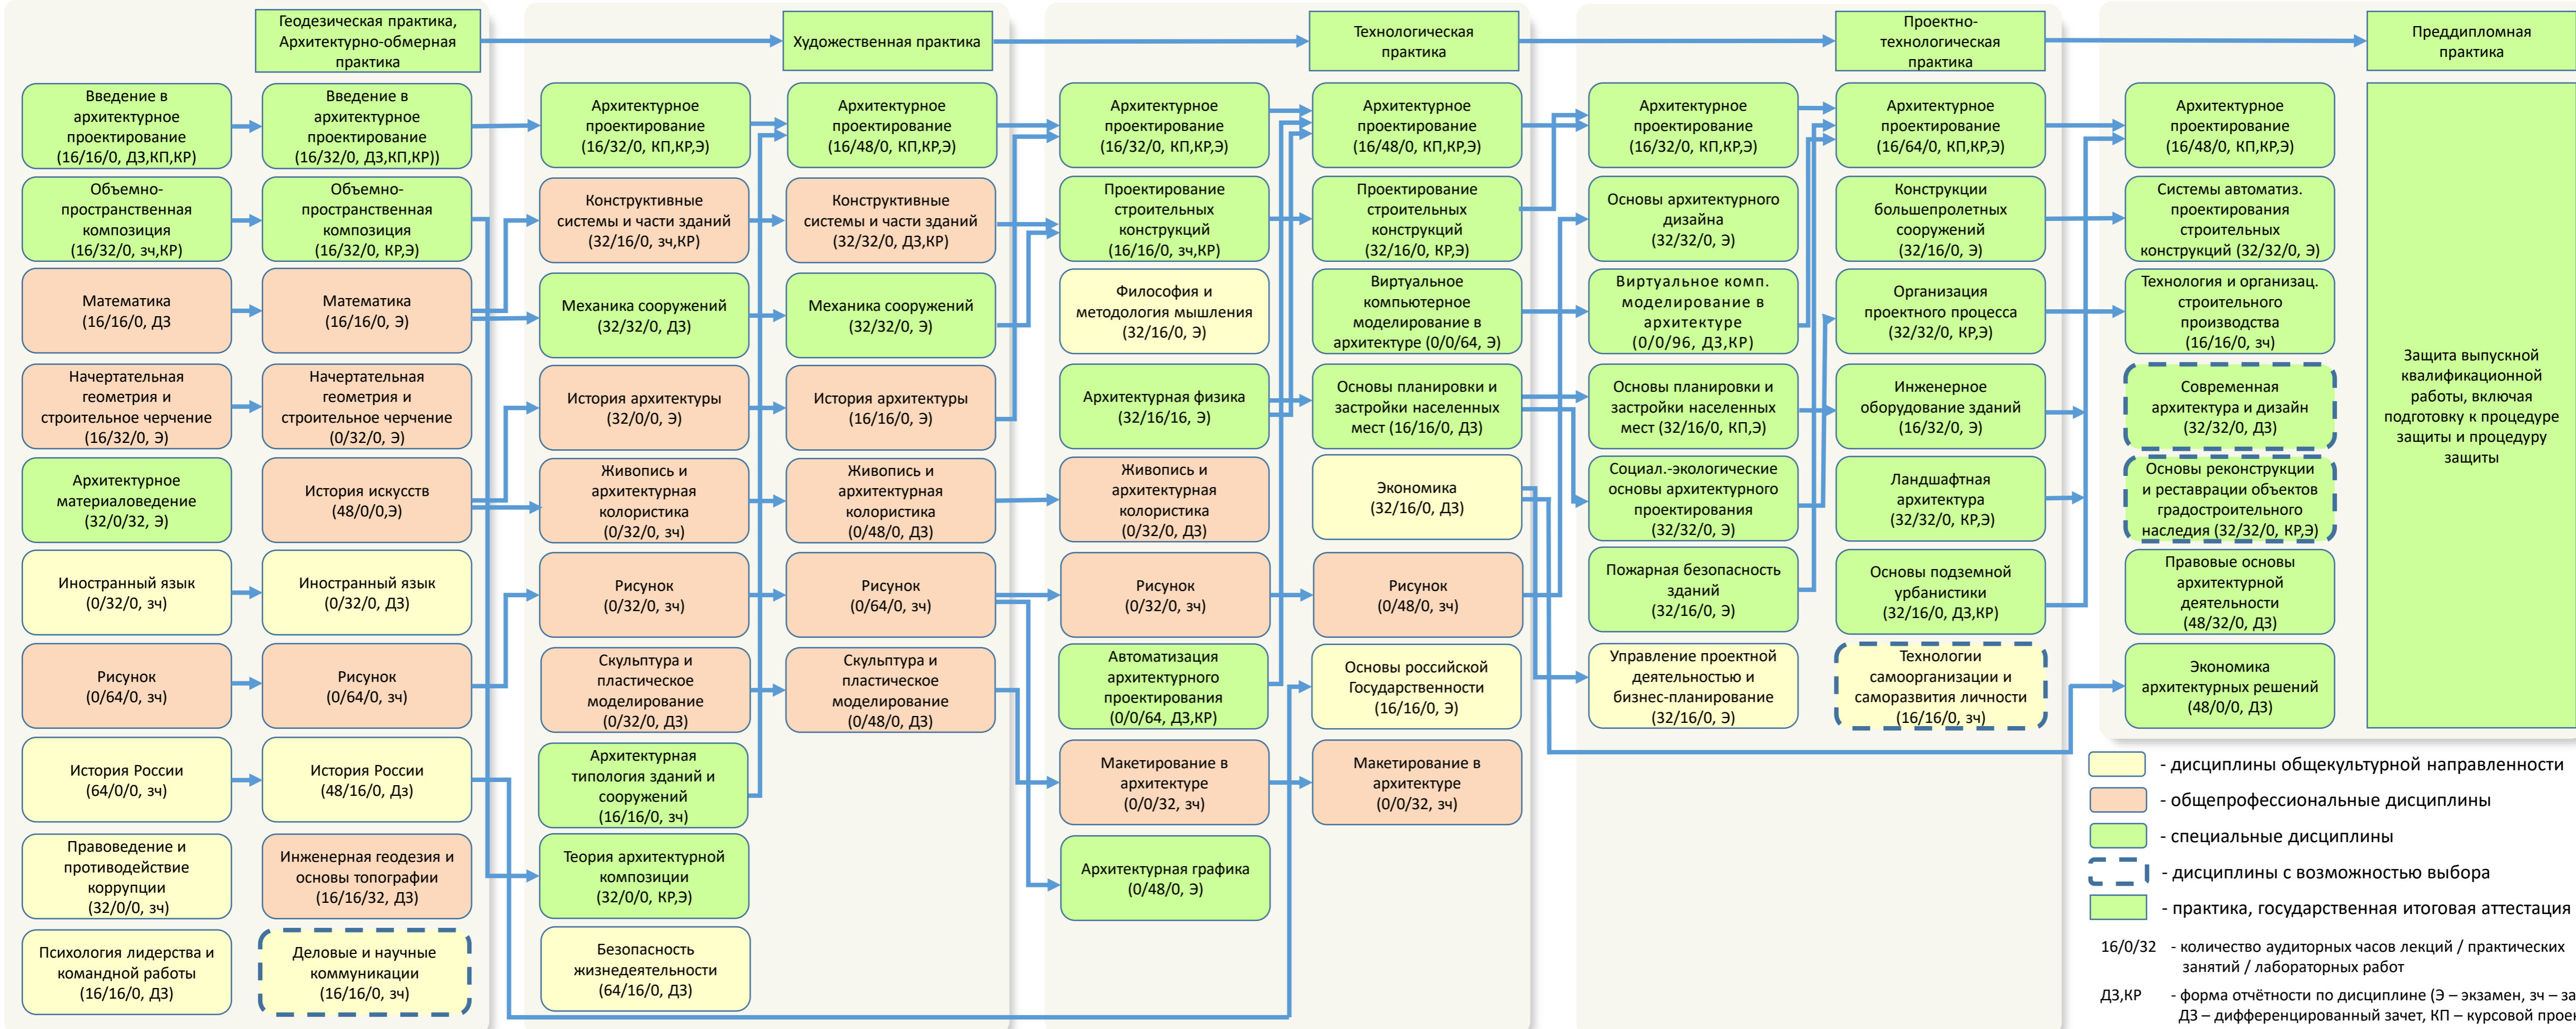 Геодезическая практика,
Архитектурно-обмерная
практика
Художественная практика
Технологическая
практика
Проектно-
технологическая
практика
Преддипломная
практика
Введение в
архитектурное
проектирование
(16/16/0, ДЗ,КП,КР)
Объемно-
пространственная
композиция
(16/32/0, зч,КР)
Математика
(16/16/0, ДЗ
Начертательная
геометрия и
строительное черчение
(16/32/0, Э)
Архитектурное
материаловедение
(32/0/32, Э)
Иностранный язык
(0/32/0, зч)
Рисунок
(0/64/0, зч)
История России
(64/0/0, зч)
Правоведение и
противодействие
коррупции
(32/0/0, зч)
Психология лидерства и
командной работы
(16/16/0, ДЗ)
Введение в
архитектурное
проектирование
(16/32/0, ДЗ,КП,КР))
Объемно-
пространственная
композиция
(16/32/0, КР,Э)
Математика
(16/16/0, Э)
Начертательная
геометрия и
строительное черчение
(0/32/0, Э)
История искусств
(48/0/0,Э)
Иностранный язык
(0/32/0, ДЗ)
Рисунок
(0/64/0, зч)
История России
(48/16/0, Дз)
Инженерная геодезия и
основы топографии
(16/16/32, ДЗ)
Деловые и научные
коммуникации
(16/16/0, зч)
Архитектурное
проектирование
(16/32/0, КП,КР,Э)
Конструктивные
системы и части зданий
(32/16/0, зч,КР)
Механика сооружений
(32/32/0, ДЗ)
История архитектуры
(32/0/0, Э)
Живопись и
архитектурная
колористика
(0/32/0, зч)
Рисунок
(0/32/0, зч)
Скульптура и
пластическое
моделирование
(0/32/0, ДЗ)
Архитектурная
типология зданий и
сооружений
(16/16/0, зч)
Теория архитектурной
композиции
(32/0/0, КР,Э)
Безопасность
жизнедеятельности
(64/16/0, ДЗ)
Архитектурное
проектирование
(16/48/0, КП,КР,Э)
Конструктивные
системы и части зданий
(32/32/0, ДЗ,КР)
Механика сооружений
(32/32/0, Э)
История архитектуры
(16/16/0, Э)
Живопись и
архитектурная
колористика
(0/48/0, ДЗ)
Рисунок
(0/64/0, зч)
Скульптура и
пластическое
моделирование
(0/48/0, ДЗ)
Архитектурное
проектирование
(16/32/0, КП,КР,Э)
Проектирование
строительных
конструкций
(16/16/0, зч,КР)
Философия и
методология мышления
(32/16/0, Э)
Архитектурная физика
(32/16/16, Э)
Живопись и
архитектурная
колористика
(0/32/0, ДЗ)
Рисунок
(0/32/0, зч)
Автоматизация
архитектурного
проектирования
(0/0/64, ДЗ,КР)
Макетирование в
архитектуре
(0/0/32, зч)
Архитектурная графика
(0/48/0, Э)
Архитектурное
проектирование
(16/48/0, КП,КР,Э)
Проектирование
строительных
конструкций
(32/16/0, КР,Э)
Виртуальное
компьютерное
моделирование в
архитектуре (0/0/64, Э)
Основы планировки и
застройки населенных
мест (16/16/0, ДЗ)
Экономика
(32/16/0, ДЗ)
Рисунок
(0/48/0, зч)
Основы российской
Государственности
(16/16/0, Э)
Макетирование в
архитектуре
(0/0/32, зч)
Архитектурное
проектирование
(16/32/0, КП,КР,Э)
Основы архитектурного
дизайна
(32/32/0, Э)
Виртуальное комп.
моделирование в
архитектуре
(0/0/96, ДЗ,КР)
Основы планировки и
застройки населенных
мест (32/16/0, КП,Э)
Социал.-экологические
основы архитектурного
проектирования
(32/32/0, Э)
Пожарная безопасность
зданий
(32/16/0, Э)
Управление проектной
деятельностью и
бизнес-планирование
(32/16/0, Э)
Архитектурное
проектирование
(16/64/0, КП,КР,Э)
Конструкции
большепролетных
сооружений
(32/16/0, Э)
Организация
проектного процесса
(32/32/0, КР,Э)
Инженерное
оборудование зданий
(16/32/0, Э)
Ландшафтная
архитектура
(32/32/0, КР,Э)
Основы подземной
урбанистики
(32/16/0, ДЗ,КР)
Технологии
самоорганизации и
саморазвития личности
(16/16/0, зч)
Архитектурное
проектирование
(16/48/0, КП,КР,Э)
Системы автоматиз.
проектирования
строительных
конструкций (32/32/0, Э)
Технология и организац.
строительного
производства
(16/16/0, зч)
Современная
архитектура и дизайн
(32/32/0, ДЗ)
Основы реконструкции
и реставрации объектов
градостроительного
наследия (32/32/0, КР,Э)
Правовые основы
архитектурной
деятельности
(48/32/0, ДЗ)
Экономика
архитектурных решений
(48/0/0, ДЗ)
Защита выпускной
квалификационной
работы, включая
подготовку к процедуре
защиты и процедуру
защиты
- дисциплины общекультурной направленности
- общепрофессиональные дисциплины
- специальные дисциплины
- дисциплины с возможностью выбора
- практика, государственная итоговая аттестация
16/0/32 - количество аудиторных часов лекций / практических
занятий / лабораторных работ
ДЗ,КР - форма отчётности по дисциплине (Э – экзамен, зч – за
ДЗ – дифференцированный зачет, КП – курсовой проек